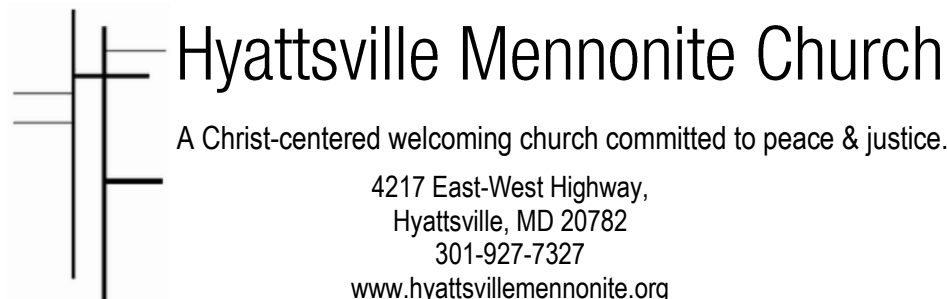 Hyattsville Mennonite Church
A Christ-centered welcoming church committed to peace & justice.
4217 East-West Highway,
Hyattsville, MD 20782
301-927-7327
www.hyattsvillemennonite.org